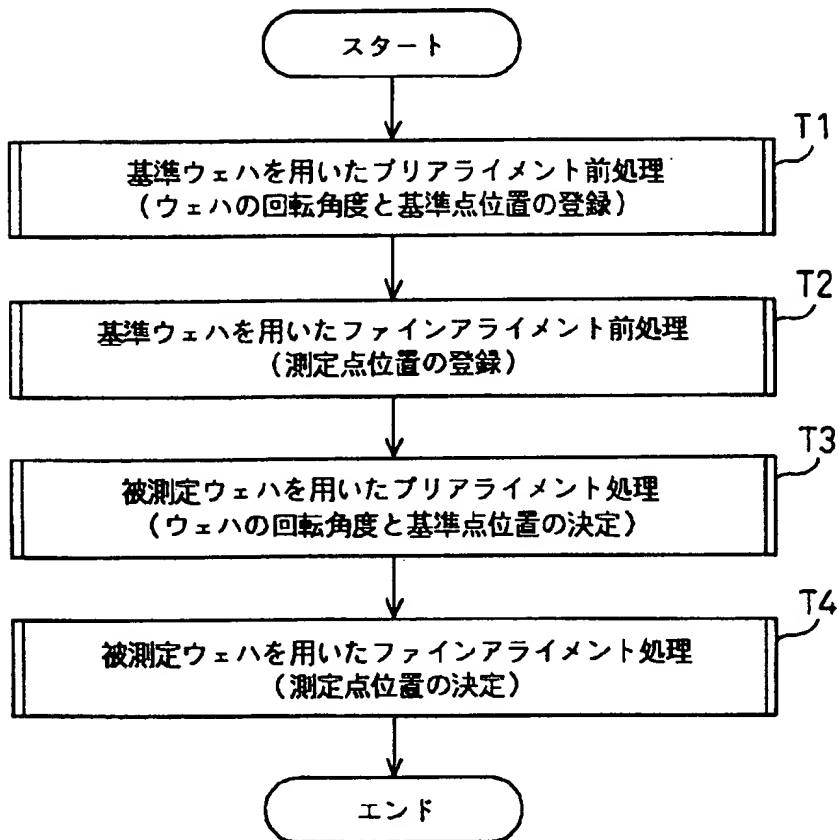 スタート
T1
基準ウェハを用いたプリアライメント前処理
(ウェハの回転角度と基準点位置の登録)
T2
基準ウェハを用いたファインアライメント前処理
(測定点位置の登録)
T3
被測定ウェハを用いたプリアライメント処理
(ウェハの回転角度と基準点位置の決定)
T4
被測定ウェハを用いたファインアライメント処理
(測定点位置の決定)
エンド